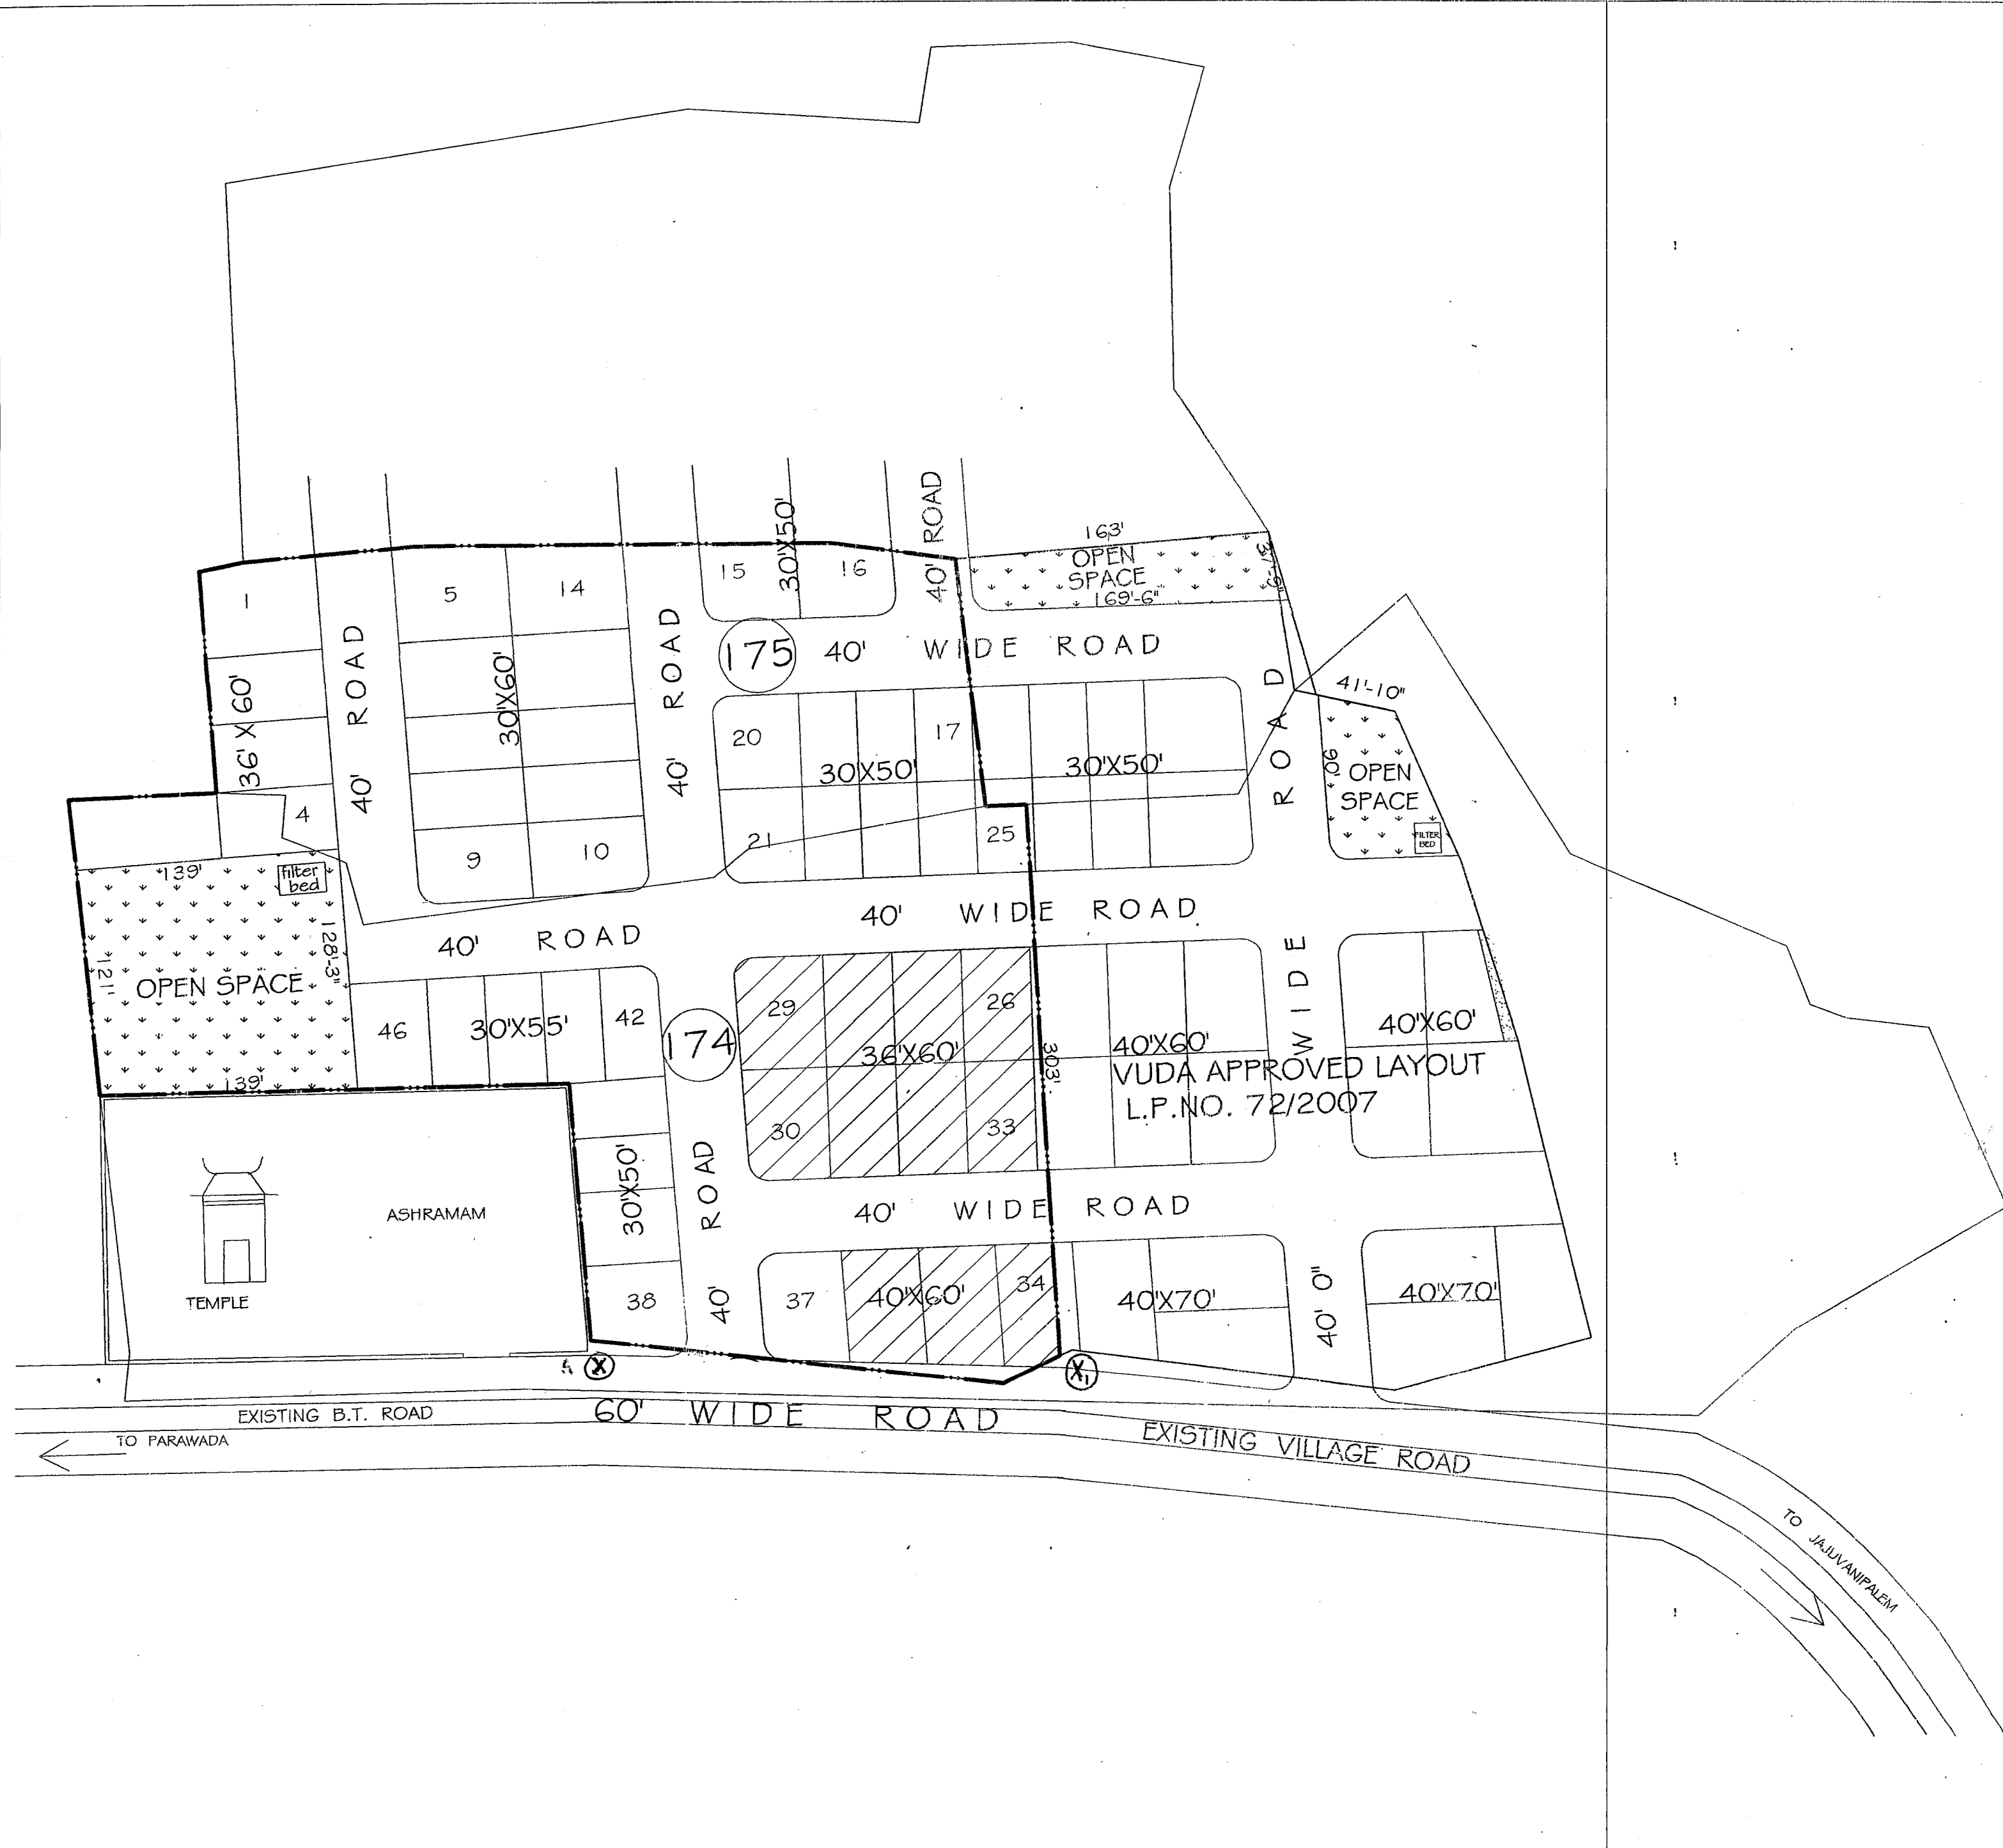 163'
OPEN
SPACE
169'-6"
37'-9"
40' ROAD
30'X50'
15
16
1
5
14
36' X 60'
40' ROAD
30'X60'
40' ROAD
175
40' WIDE ROAD
41'-10"
20
17
30'X50'
30'X50'
90'
OPEN
SPACE
FILTER
BED
4
21
25
9
10
139'
filter
bed
128'-3"
121'
OPEN SPACE
139'
40' ROAD
40' WIDE ROAD
40' 0" WIDE ROAD
46
30'X55'
42
174
29
26
36'X60'
30
33
303'
40'X60'
40'X60'
VUDA APPROVED LAYOUT
L.P.NO. 72/2007
30'X50'
40' ROAD
40' WIDE ROAD
ASHRAMAM
TEMPLE
38
37
40'X60'
34
40'X70'
40'X70'
X
X1
EXISTING B.T. ROAD
60' WIDE ROAD
EXISTING VILLAGE ROAD
TO PARAWADA
TO JAJUVANIPALEM